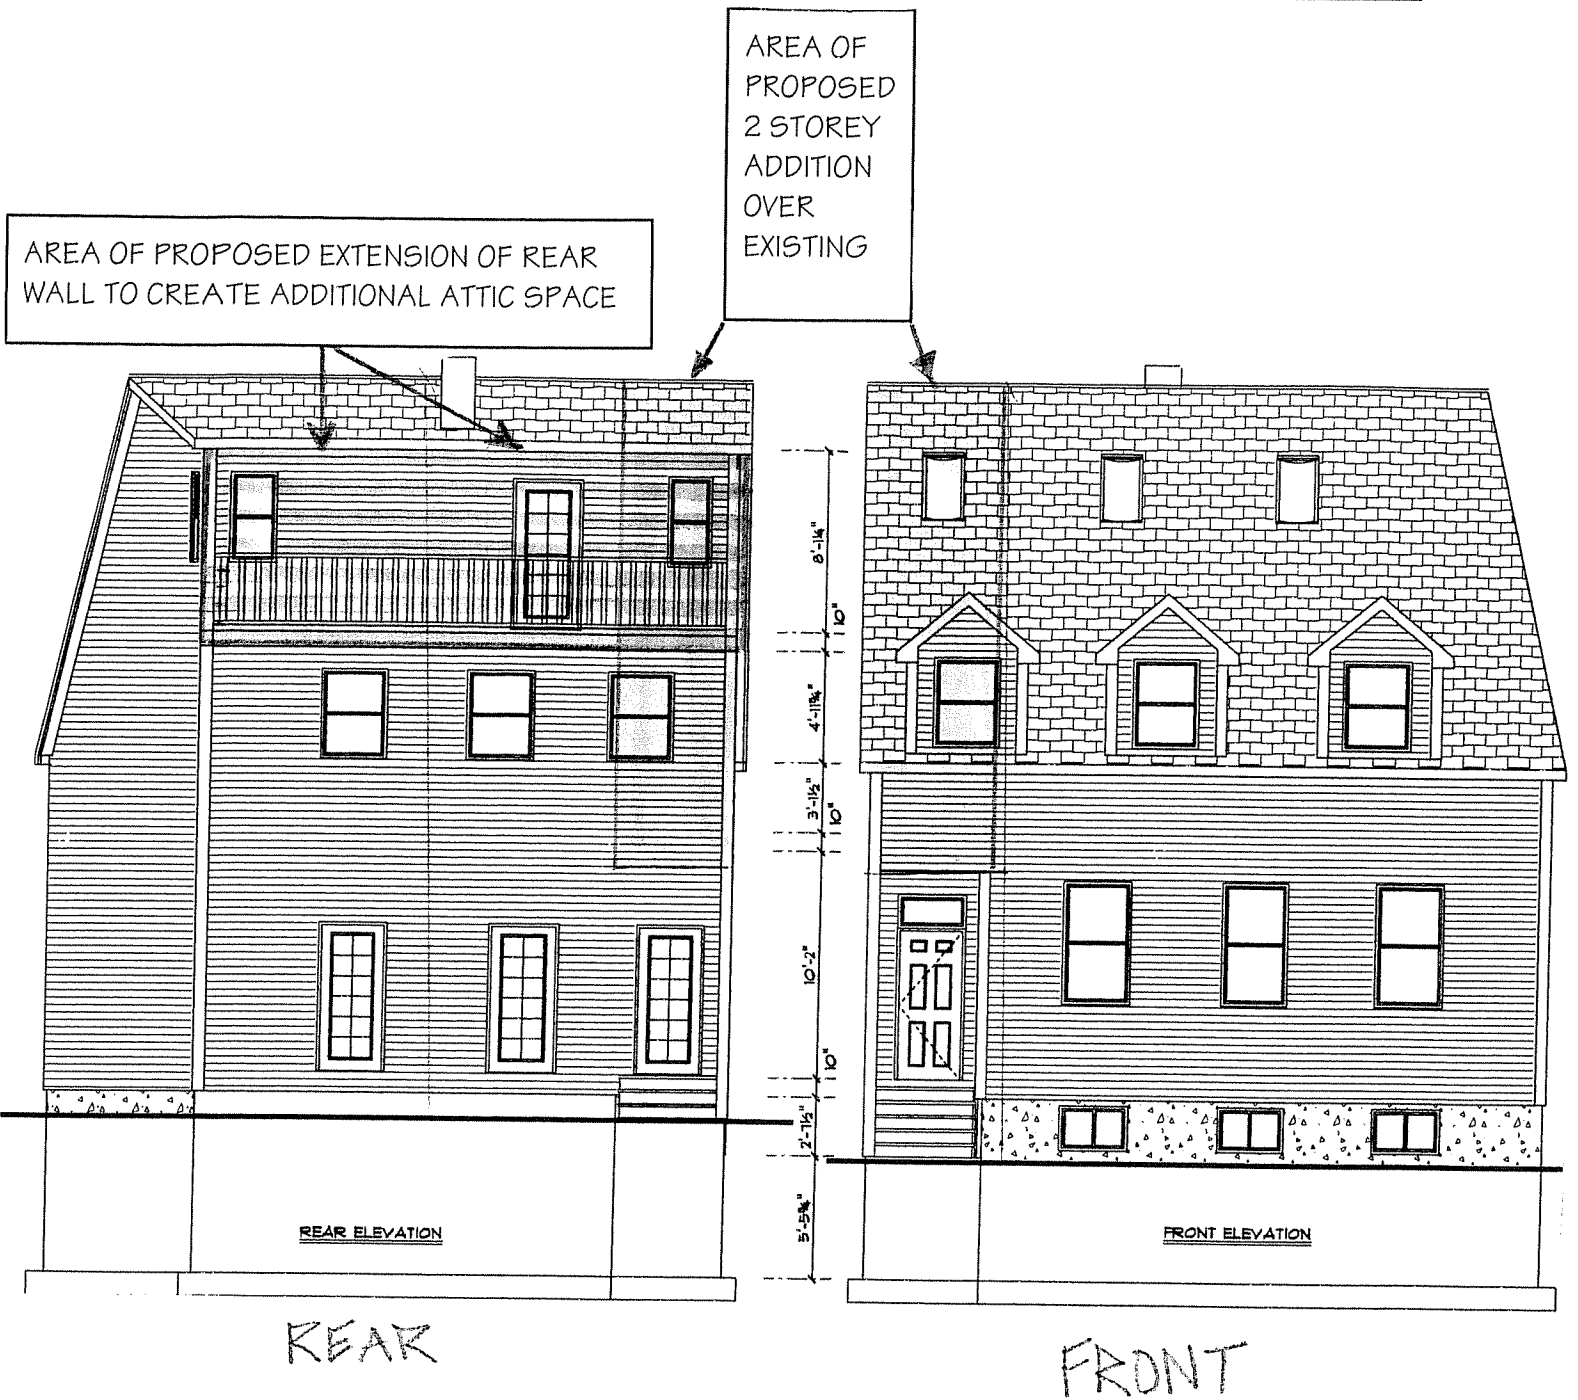 AREA OF
PROPOSED
2 STOREY
ADDITION
OVER
EXISTING
AREA OF PROPOSED EXTENSION OF REAR
WALL TO CREATE ADDITIONAL ATTIC SPACE
8'-1¼"
10"
4'-11¾"
3'-1½"
10"
10'-2"
10"
2'-7½"
5'-5¾"
REAR ELEVATION
FRONT ELEVATION
REAR
FRONT